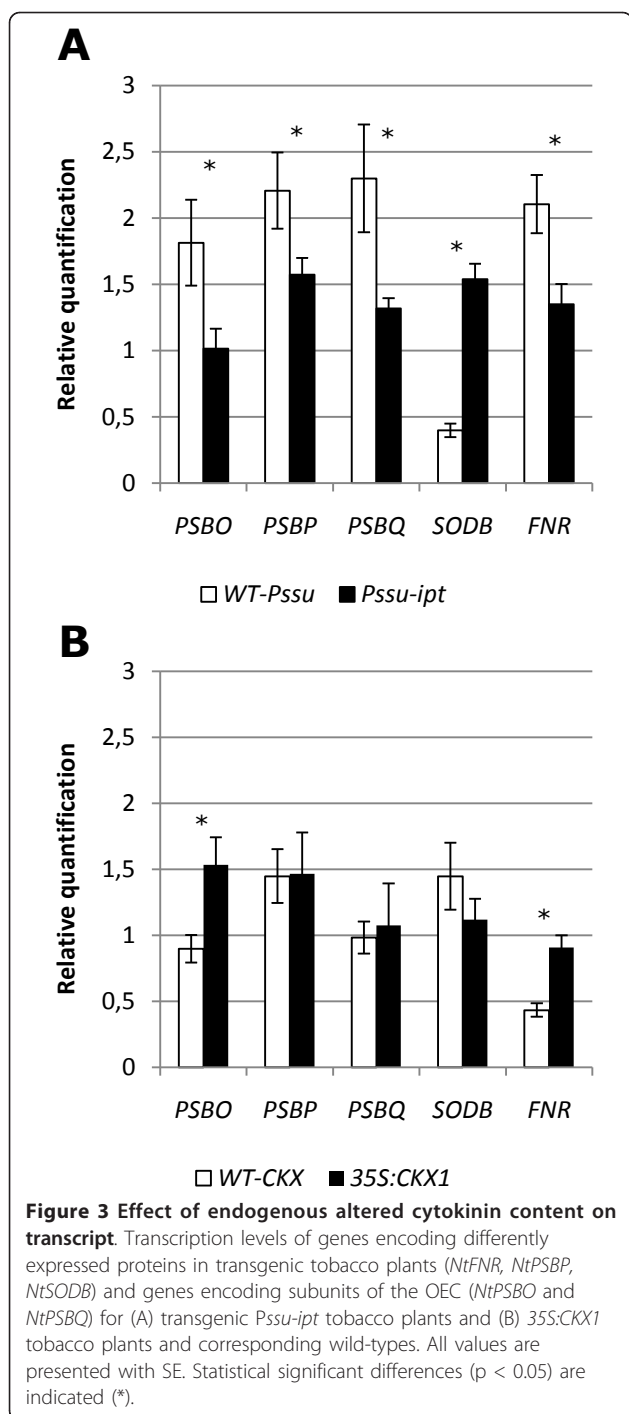 A
3
2,5
2
1,5
1
0,5
0
Relative quantification
* * * * *
PSBO PSBP PSBQ SODB FNR
WT-Pssu Pssu-ipt
B
3
2,5
2
1,5
1
0,5
0
Relative quantification
* *
PSBO PSBP PSBQ SODB FNR
WT-CKX 35S:CKX1
Figure 3 Effect of endogenous altered cytokinin content on
transcript. Transcription levels of genes encoding differently
expressed proteins in transgenic tobacco plants (NtFNR, NtPSBP,
NtSODB) and genes encoding subunits of the OEC (NtPSBO and
NtPSBQ) for (A) transgenic Pssu-ipt tobacco plants and (B) 35S:CKX1
tobacco plants and corresponding wild-types. All values are
presented with SE. Statistical significant differences (p < 0.05) are
indicated (*).